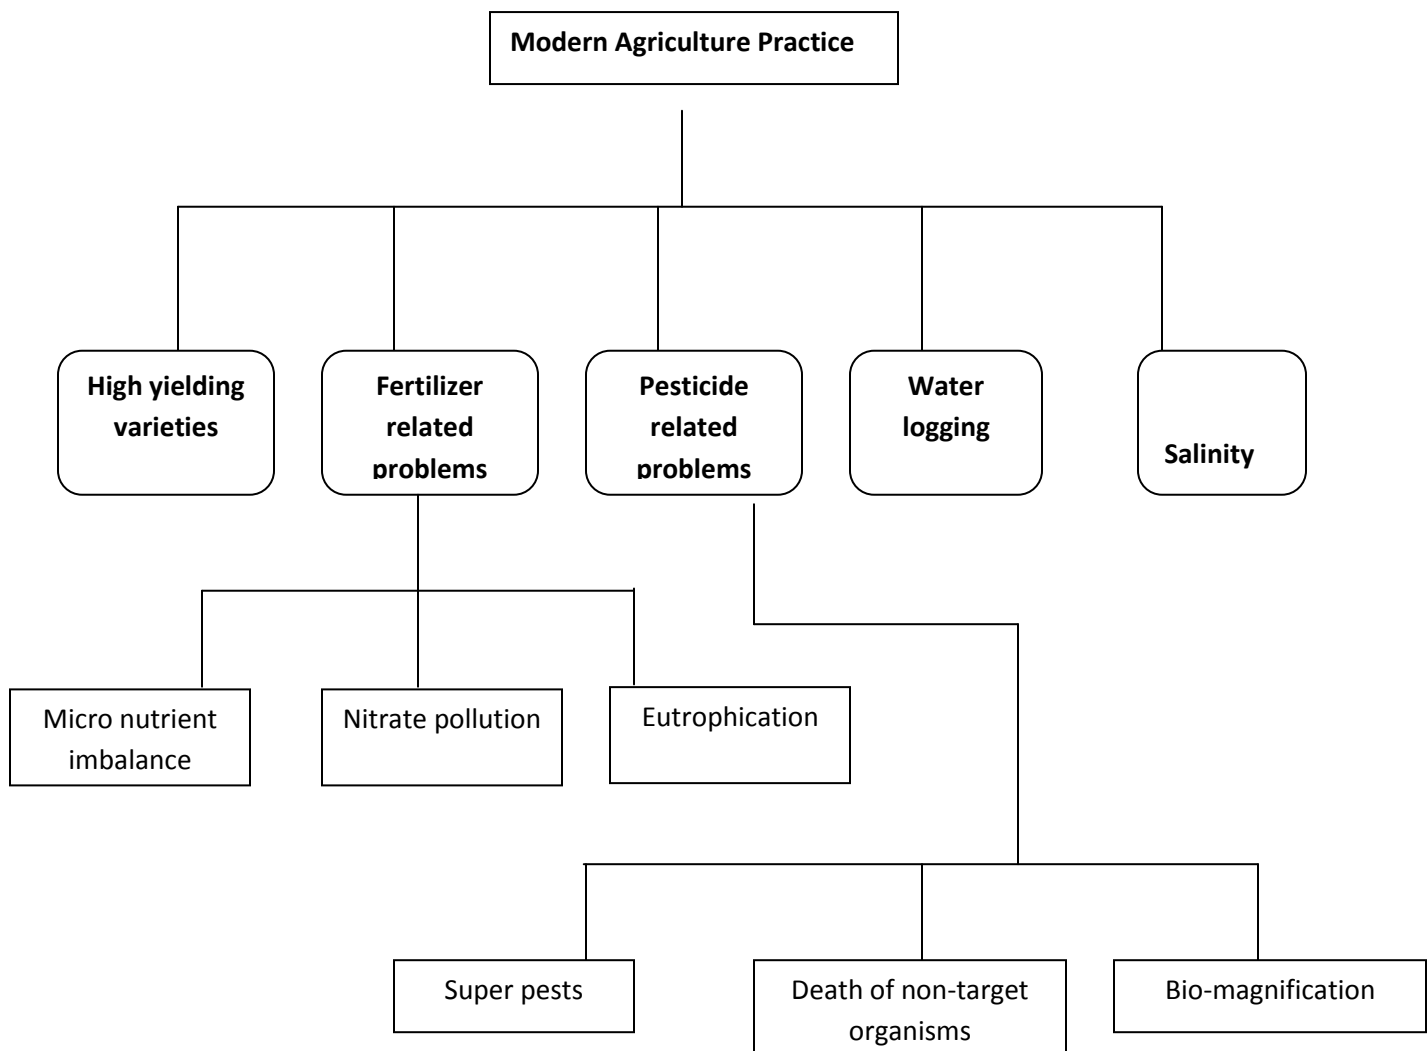 Modern Agriculture Practice
High yielding
varieties
Fertilizer
related
problems
Pesticide
related
problems
Water
logging
Salinity
Micro nutrient
imbalance
Nitrate pollution
Eutrophication
Super pests
Death of non-target
organisms
Bio-magnification